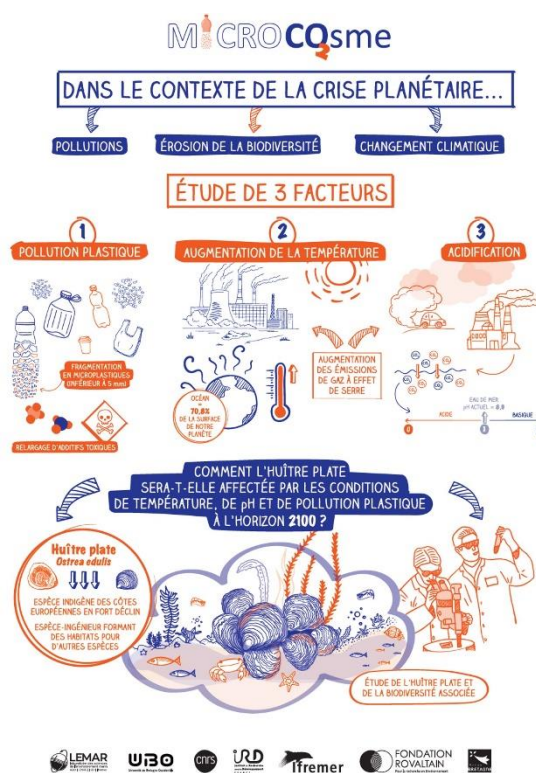 MICROCO2sme
DANS LE CONTEXTE DE LA CRISE PLANÉTAIRE...
POLLUTIONS
ÉROSION DE LA BIODIVERSITÉ
CHANGEMENT CLIMATIQUE
ÉTUDE DE 3 FACTEURS
1
POLLUTION PLASTIQUE
FRAGMENTATION
EN MICROPLASTIQUES
(INFÉRIEUR À 5 mm)
RELARGAGE D'ADDITIFS TOXIQUES
2
AUGMENTATION DE LA TEMPÉRATURE
OCÉAN
=
70,8%
DE LA SURFACE
DE NOTRE
PLANÈTE
AUGMENTATION
DES ÉMISSIONS
DE GAZ À EFFET
DE SERRE
3
ACIDIFICATION
EAU DE MER
pH ACTUEL = 8,0
ACIDE
BASIQUE
COMMENT L'HUÎTRE PLATE
SERA-T-ELLE AFFECTÉE PAR LES CONDITIONS
DE TEMPÉRATURE, DE pH ET DE POLLUTION PLASTIQUE
À L'HORIZON 2100 ?
Huître plate
Ostrea edulis
ESPÈCE INDIGÈNE DES CÔTES
EUROPÉENNES EN FORT DÉCLIN
ESPÈCE-INGÉNIEUR FORMANT
DES HABITATS POUR
D'AUTRES ESPÈCES
ÉTUDE DE L'HUÎTRE PLATE ET
DE LA BIODIVERSITÉ ASSOCIÉE
LEMAR
UBO
cnrs
IRD
Ifremer
FONDATION
ROVALTAIN
BRETAGNE